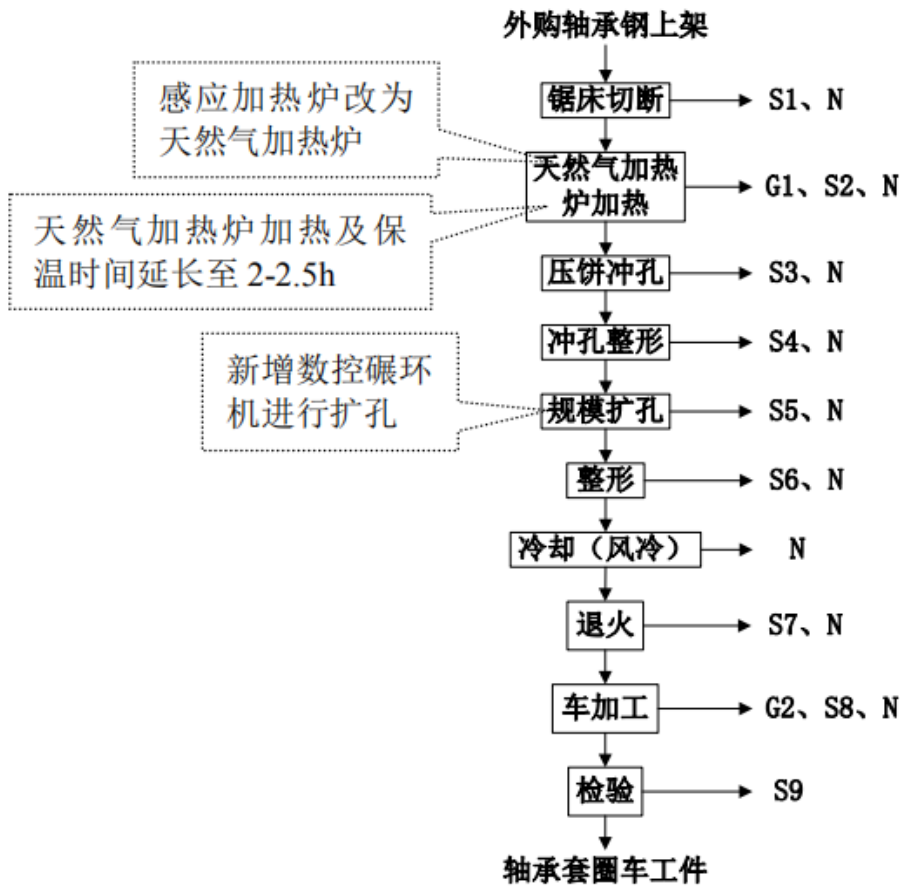 外购轴承钢上架
感应加热炉改为
天然气加热炉
锯床切断
S1、N
天然气加热
炉加热
G1、S2、N
天然气加热炉加热及保
温时间延长至 2-2.5h
压饼冲孔
S3、N
冲孔整形
S4、N
新增数控碾环
机进行扩孔
规模扩孔
S5、N
整形
S6、N
冷却（风冷）
N
退火
S7、N
车加工
G2、S8、N
检验
S9
轴承套圈车工件